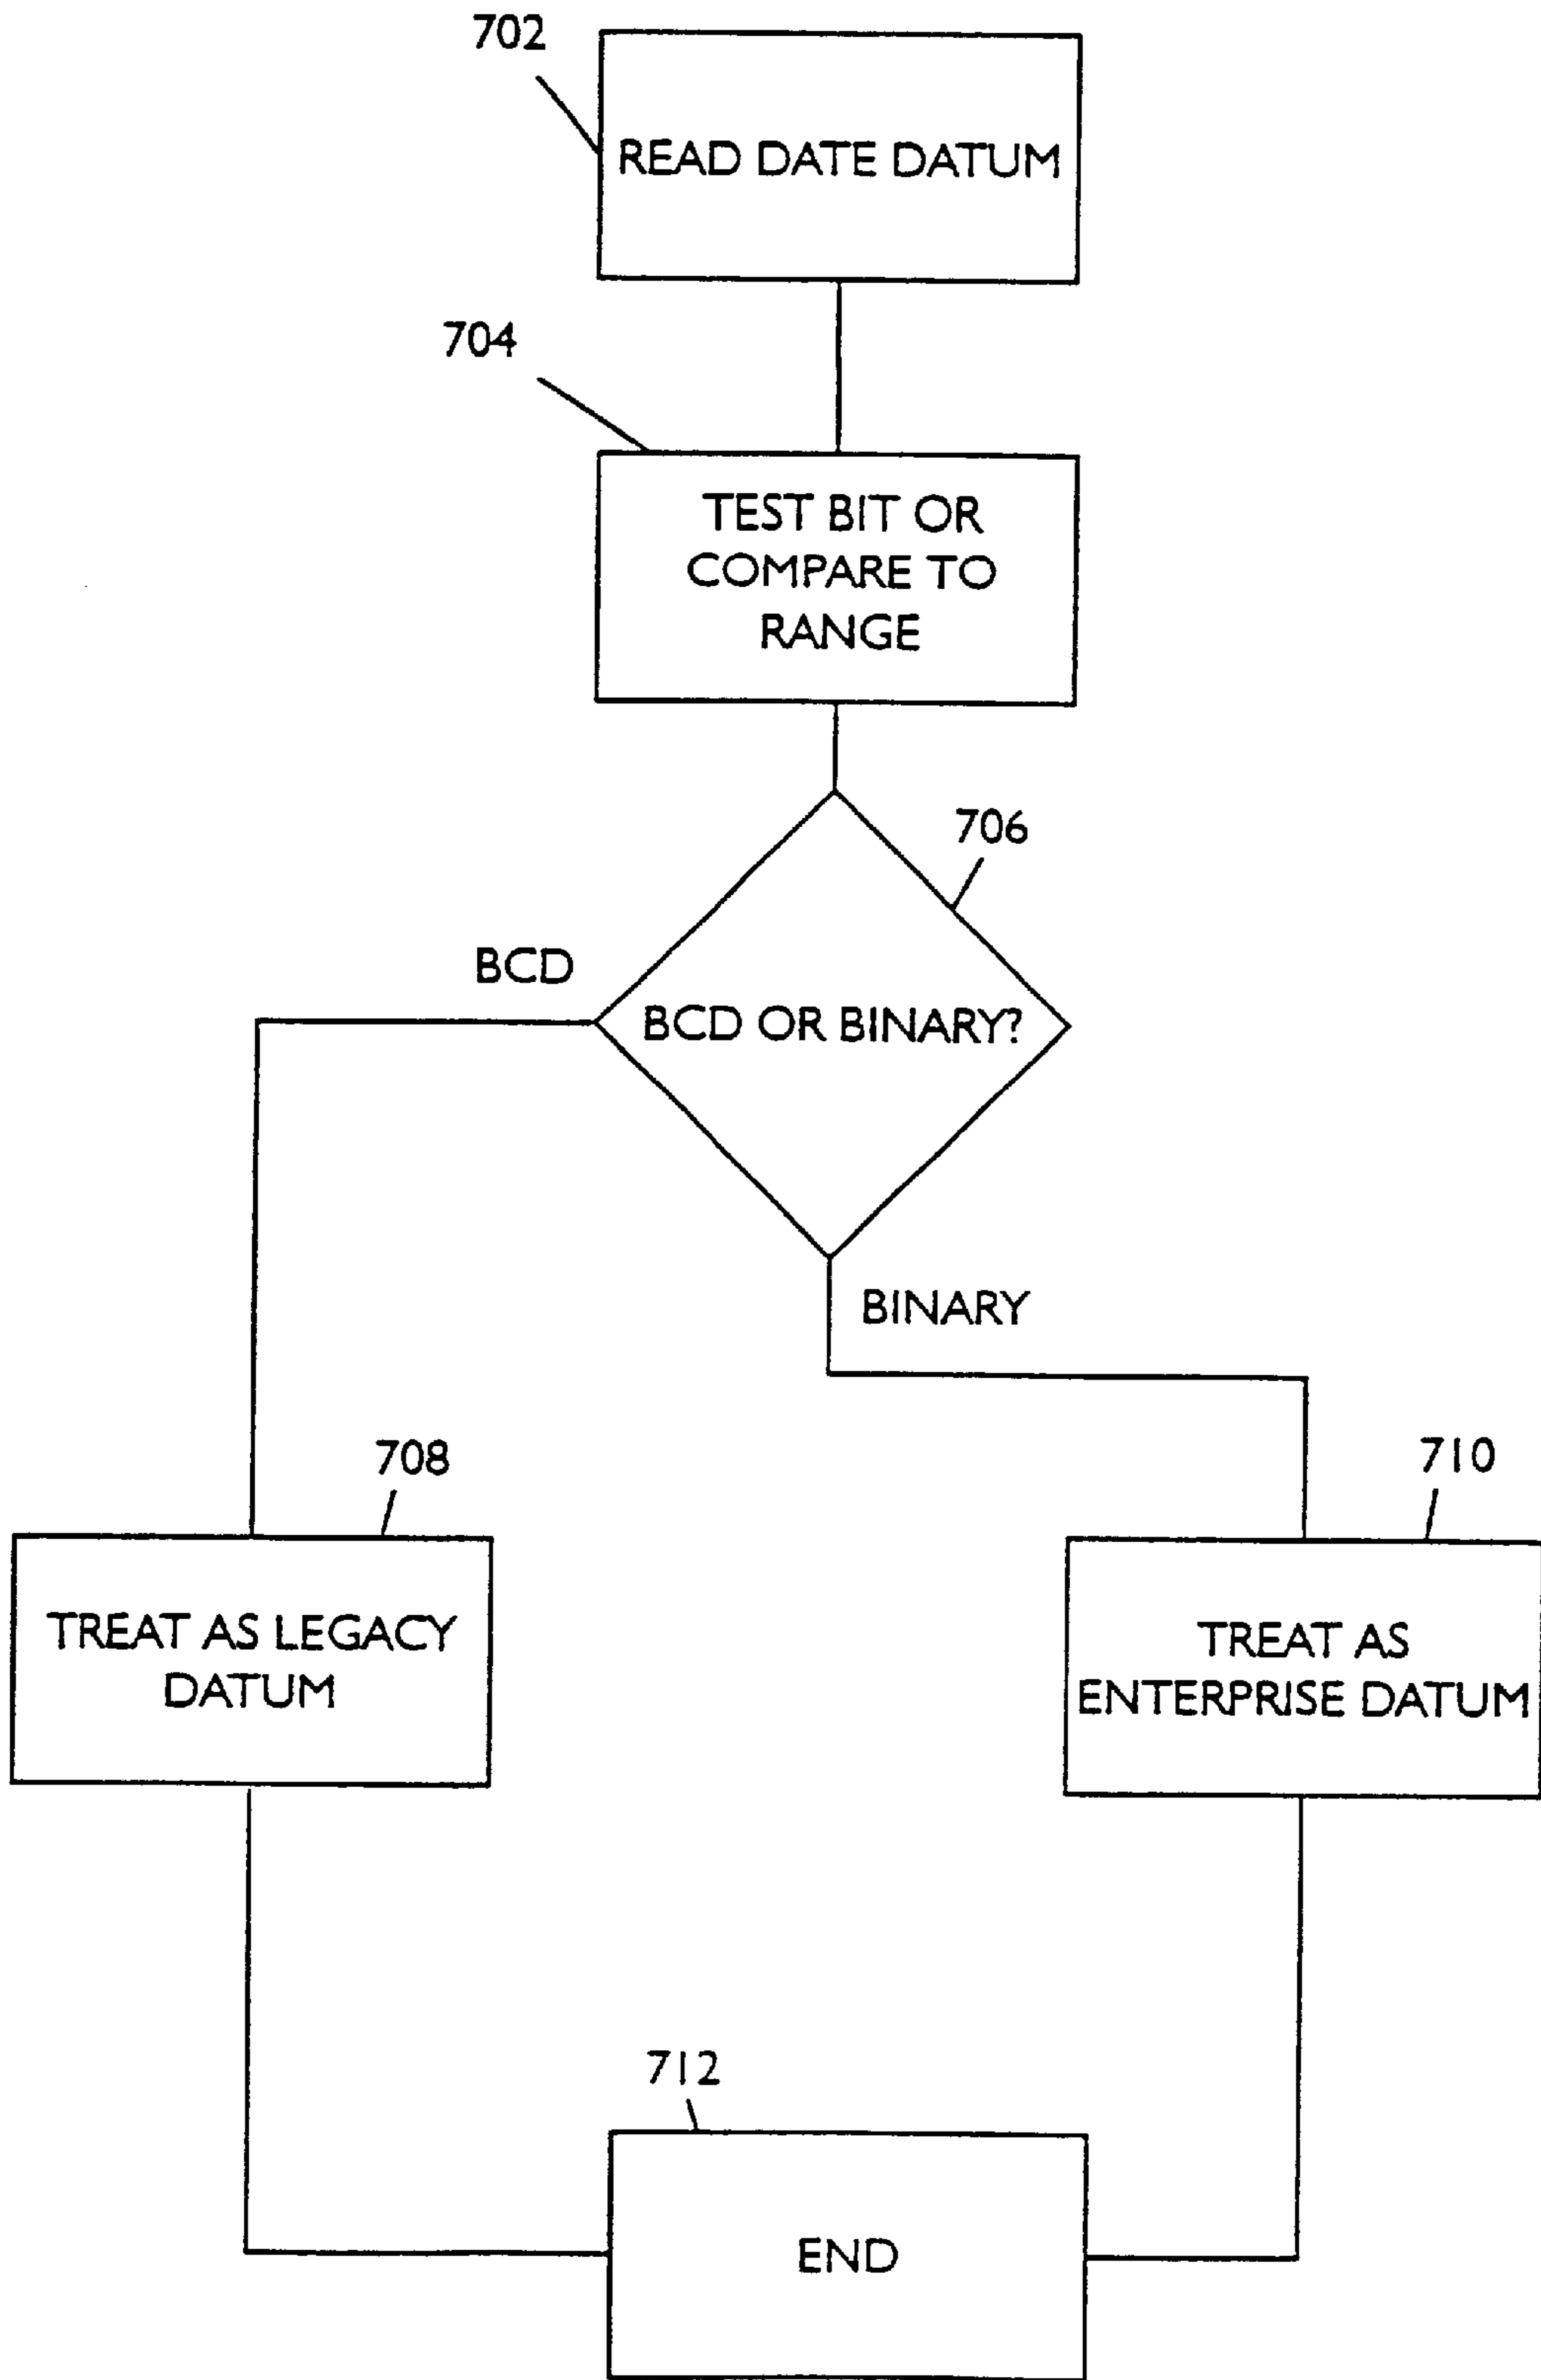 702
READ DATE DATUM
704
TEST BIT OR
COMPARE TO
RANGE
706
BCD
BCD OR BINARY?
BINARY
708
710
TREAT AS LEGACY
DATUM
TREAT AS
ENTERPRISE DATUM
712
END